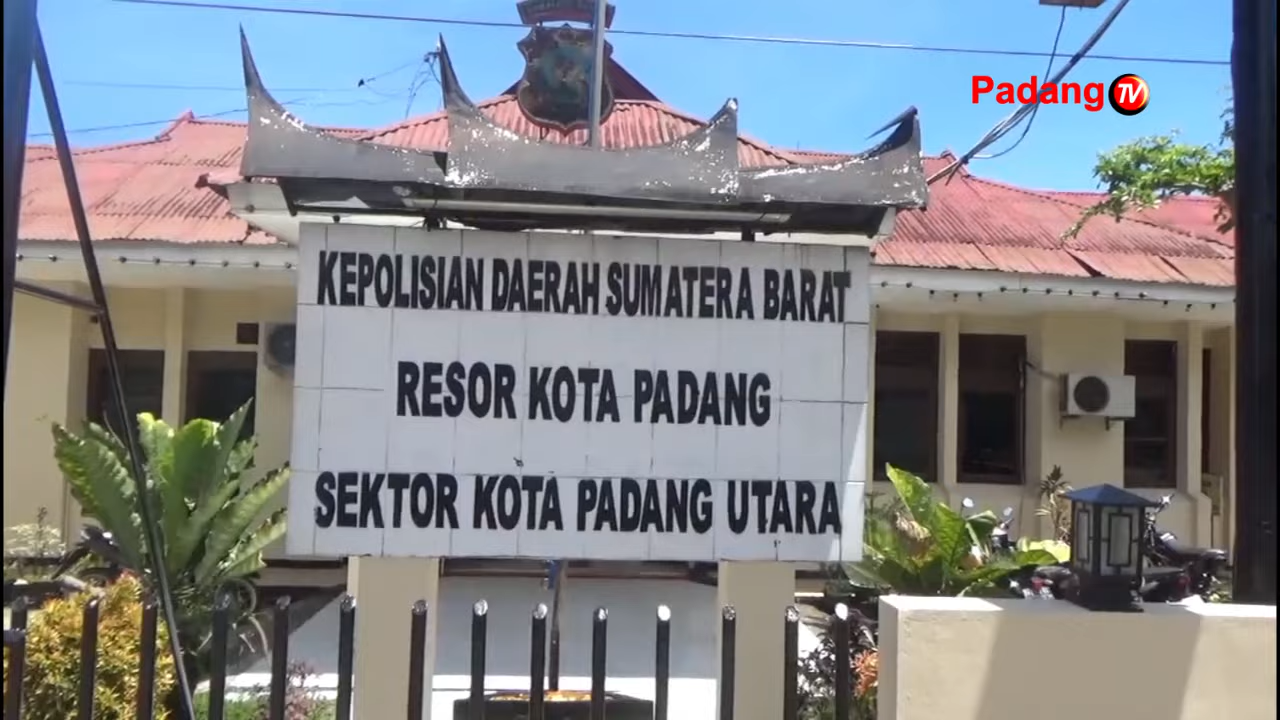 Padang TV
KEPOLISIAN DAERAH SUMATERA BARAT
RESOR KOTA PADANG
SEKTOR KOTA PADANG UTARA